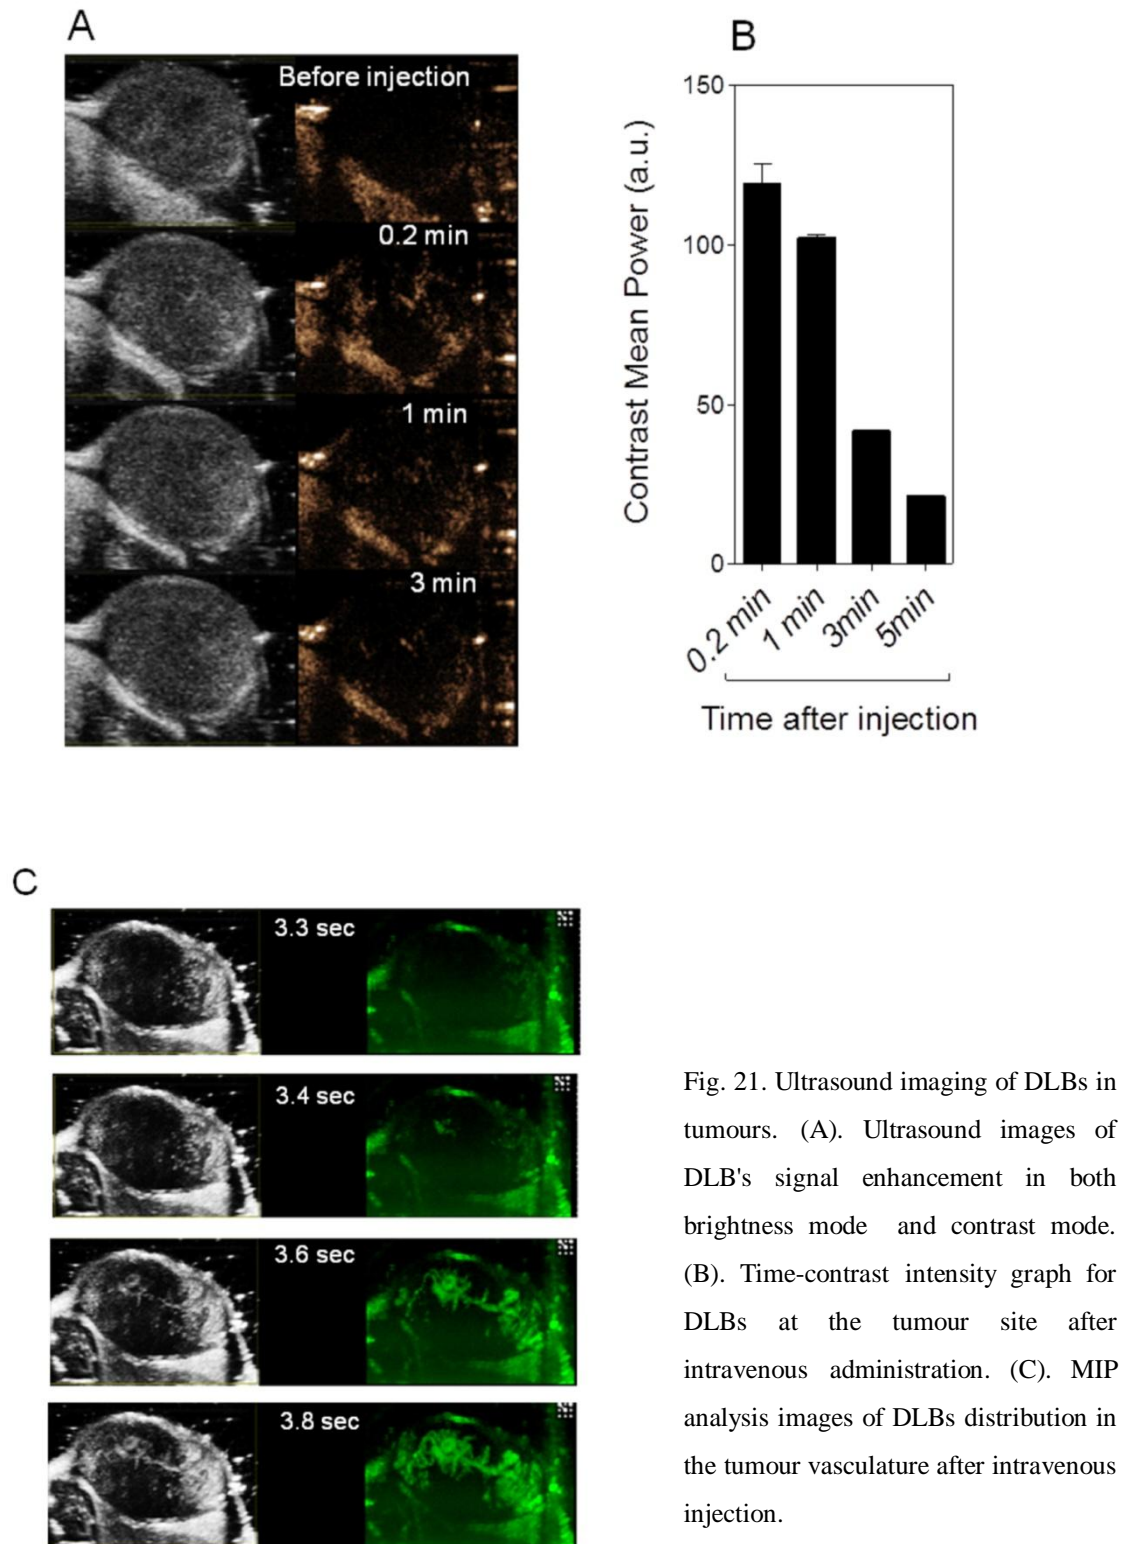 A
Before injection
0.2 min
1 min
3 min
B
Contrast Mean Power (a.u.)
150
100
50
0
0.2 min
1 min
3min
5min
Time after injection
C
3.3 sec
3.4 sec
3.6 sec
3.8 sec
Fig. 21. Ultrasound imaging of DLBs in
tumours. (A). Ultrasound images of
DLB's signal enhancement in both
brightness mode and contrast mode.
(B). Time-contrast intensity graph for
DLBs at the tumour site after
intravenous administration. (C). MIP
analysis images of DLBs distribution in
the tumour vasculature after intravenous
injection.